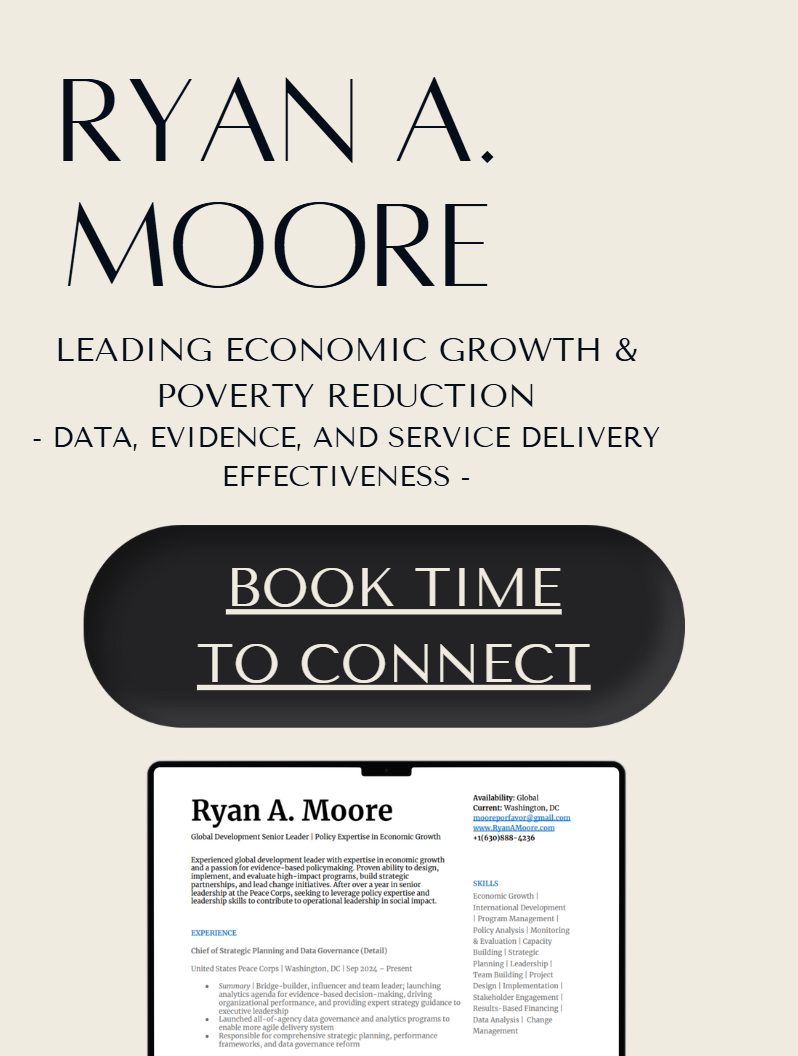 RYAN A.
MOORE
LEADING ECONOMIC GROWTH &
POVERTY REDUCTION
- DATA, EVIDENCE, AND SERVICE DELIVERY
EFFECTIVENESS -
BOOK TIME
TO CONNECT
Ryan A. Moore
Global Development Senior Leader | Policy Expertise in Economic Growth
Availability: Global
Current: Washington, DC
mooreporfavor@gmail.com
www.RyanAMoore.com
+1(630)888-4236
Experienced global development leader with expertise in economic growth
and a passion for evidence-based policymaking. Proven ability to design,
implement, and evaluate high-impact programs, build strategic
partnerships, and lead change initiatives. After over a year in senior
leadership at the Peace Corps, seeking to leverage policy expertise and
leadership skills to contribute to operational leadership in social impact.
EXPERIENCE
Chief of Strategic Planning and Data Governance (Detail)
United States Peace Corps | Washington, DC | Sep 2024 – Present
● Summary | Bridge-builder, influencer and team leader; launching
analytics agenda for evidence-based decision-making, driving
organizational performance, and providing expert strategy guidance to
executive leadership
● Launched all-of-agency data governance and analytics programs to
enable more agile delivery system
● Responsible for comprehensive strategic planning, performance
frameworks, and data governance reform
SKILLS
Economic Growth |
International Development
| Program Management |
Policy Analysis | Monitoring
& Evaluation | Capacity
Building | Strategic
Planning | Leadership |
Team Building | Project
Design | Implementation |
Stakeholder Engagement |
Results-Based Financing |
Data Analysis | Change
Management